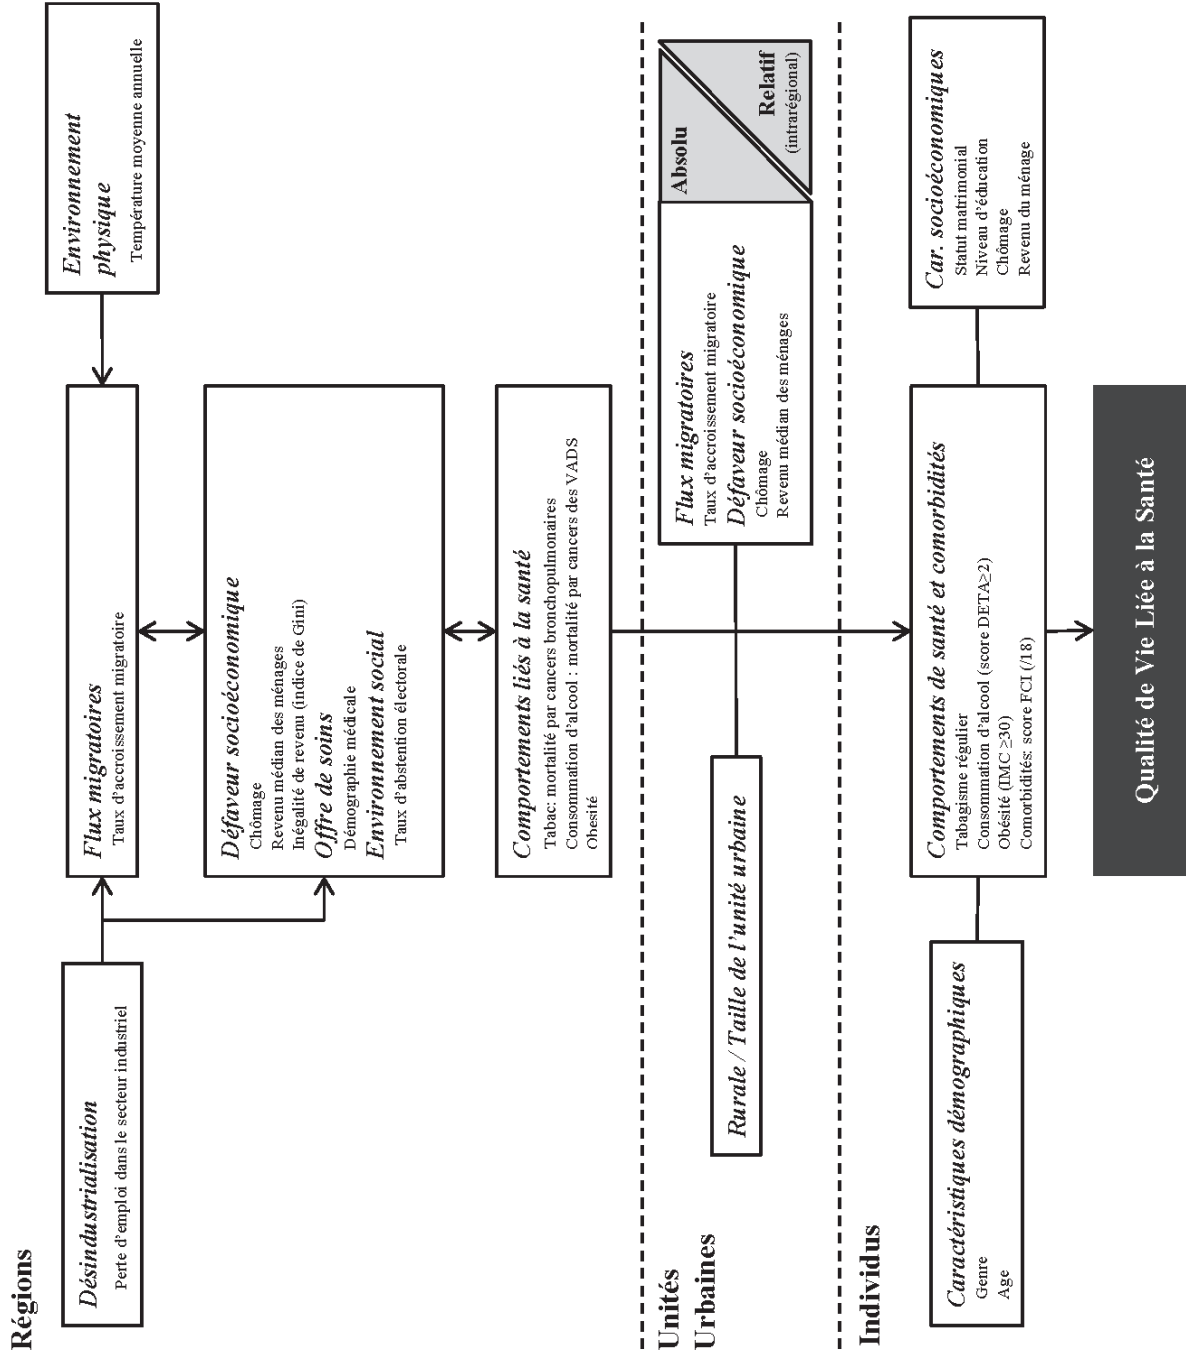 Régions
Désindustrialisation
Perte d'emploi dans le secteur industriel
Flux migratoires
Taux d'accroissement migratoire
Environnement
physique
Température moyenne annuelle
Défaveur socioéconomique
Chômage
Revenu médian des ménages
Inégalité de revenu (indice de Gini)
Offre de soins
Démographie médicale
Environnement social
Taux d'abstention électorale
Comportements liés à la santé
Tabac: mortalité par cancers bronchopulmonaires
Consommation d'alcool : mortalité par cancers des VADS
Obesité
Unités
Urbaines
Rurale / Taille de l'unité urbaine
Flux migratoires
Taux d'accroissement migratoire
Défaveur socioéconomique
Chômage
Revenu médian des ménages
Absolu
Relatif
(intrarégional)
Individus
Caractéristiques démographiques
Genre
Age
Comportements de santé et comorbidités
Tabagisme régulier
Consommation d'alcool (score DETA≥2)
Obésité (IMC ≥30)
Comorbidités: score FCI (/18)
Car. socioéconomiques
Statut matrimonial
Niveau d'éducation
Chômage
Revenu du ménage
Qualité de Vie Liée à la Santé